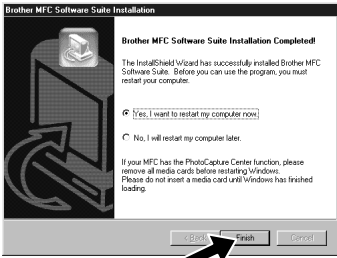 Brother MFC Software Suite Installation
Brother MFC Software Suite Installation Completed!
The InstallShield Wizard has successfully installed Brother MFC
Software Suite. Before you can use the program, you must
restart your computer.
Yes, I want to restart my computer now.
No, I will restart my computer later.
If your MFC has the PhotoCapture Center function, please
remove all media cards before restarting Windows.
Please do not insert a media card until Windows has finished
loading.
< Back
Finish
Cancel